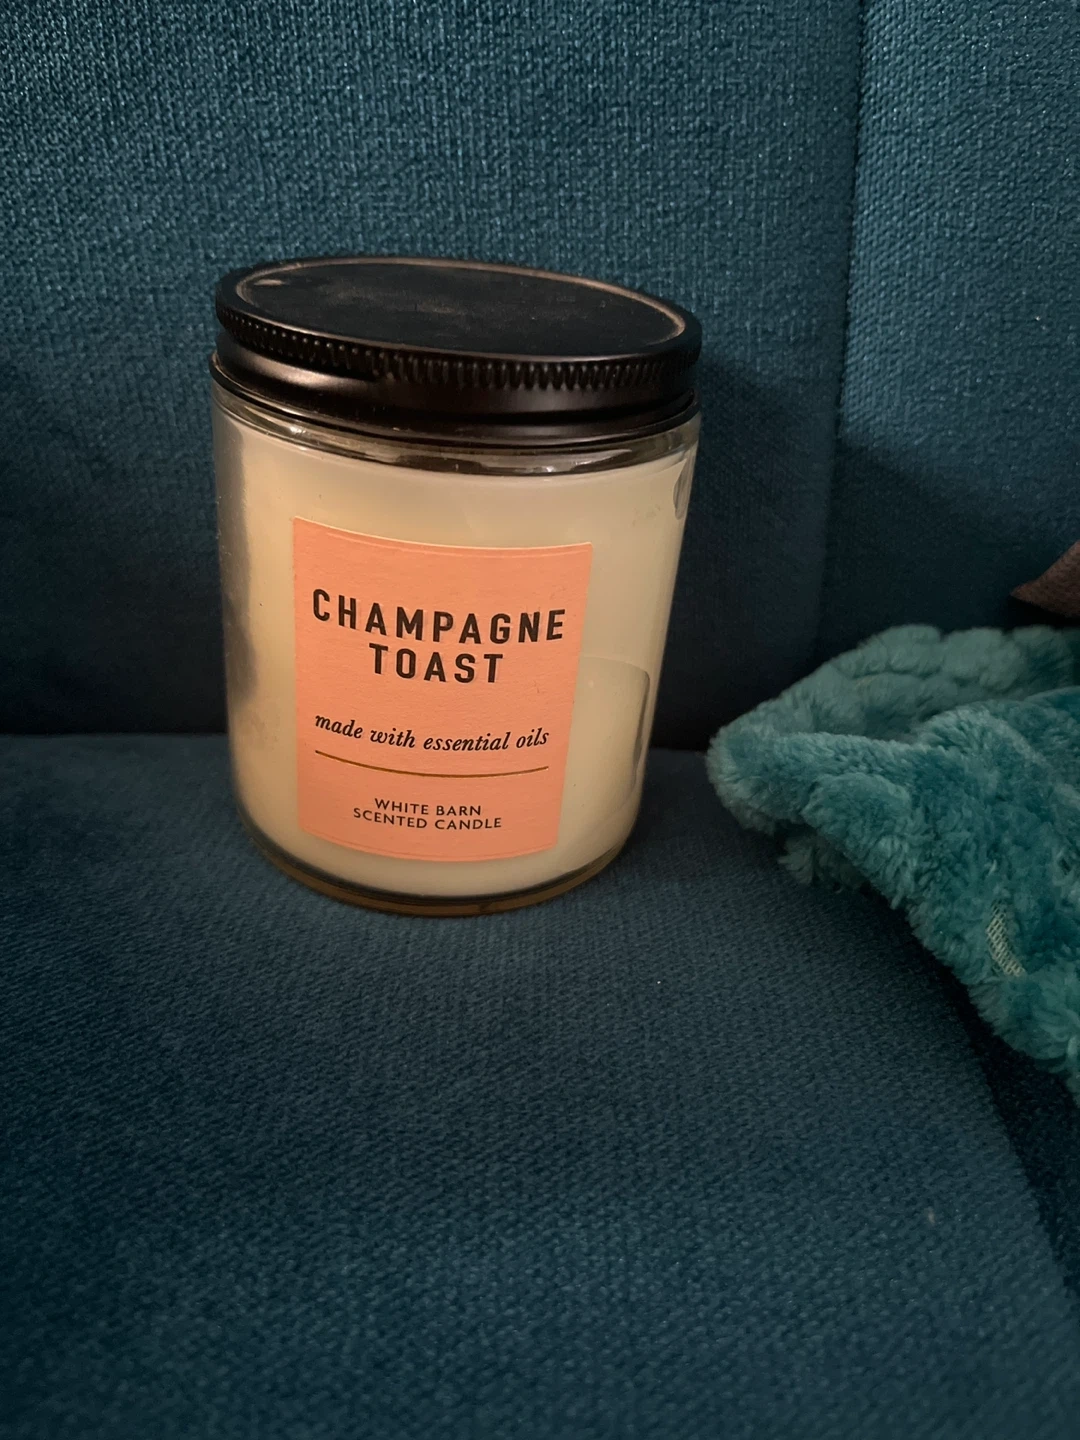 CHAMPAGNE
TOAST
made with essential oils
WHITE BARN
SCENTED CANDLE